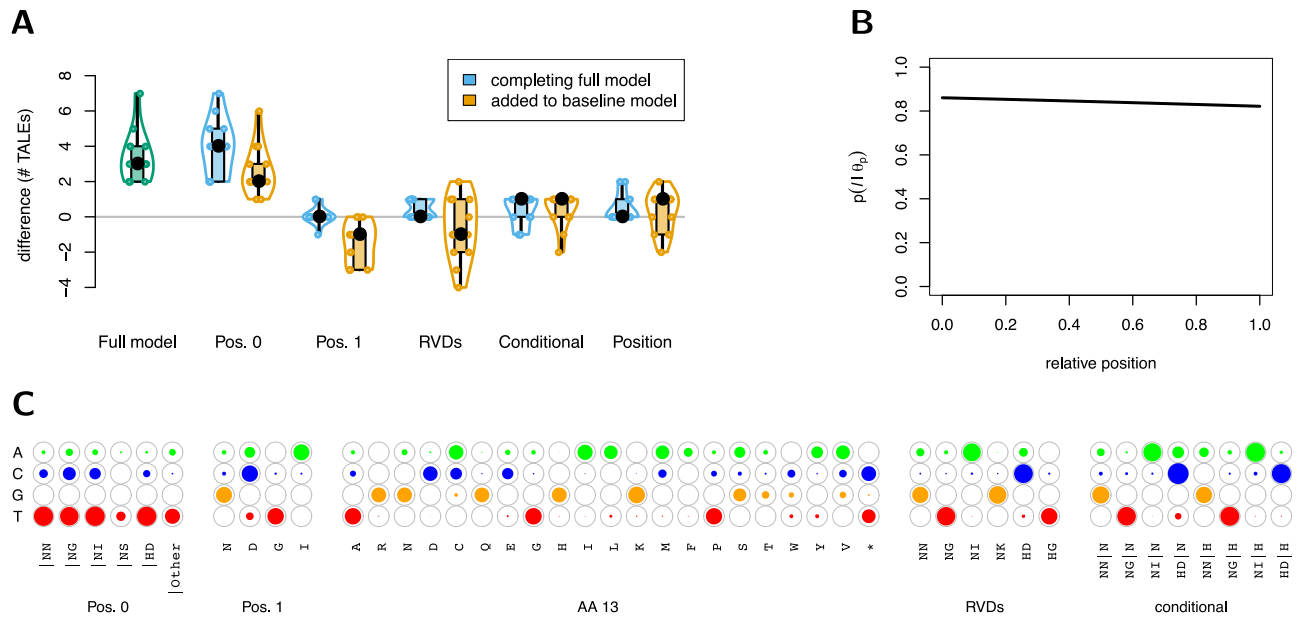 A
B
completing full model
added to baseline model
difference (# TALEs)
8
6
4
2
0
−2
−4
Full model
Pos. 0
Pos. 1
RVDs
Conditional
Position
p(l | θp)
1.0
0.8
0.6
0.4
0.2
0.0
0.0 0.2 0.4 0.6 0.8 1.0
relative position
C
A
C
G
T
|NN |NG |NI |NS |HD |Other
N D G I
A R N D C Q E G H I L K M F P S T W Y V *
NN NG NI NK HD HG
NN|N NG|N NI|N HD|N NN|H NG|H NI|H HD|H
Pos. 0
Pos. 1
AA 13
RVDs
conditional